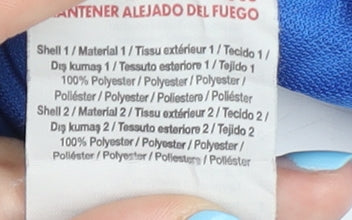 MANTENER ALEJADO DEL FUEGO
Shell 1 / Material 1 / Tissu extérieur 1 / Tecido 1 /
Dış kumaş 1 / Tessuto esteriore 1 / Tejido 1
100% Polyester / Polyester / Polyester /
Poliéster / Polyester / Poliestere / Poliéster
Shell 2 / Material 2 / Tissu extérieur 2 / Tecido 2 /
Dış kumaş 2 / Tessuto esteriore 2 / Tejido 2
100% Polyester / Polyester / Polyester /
Poliéster / Polyester / Poliestere / Poliéster